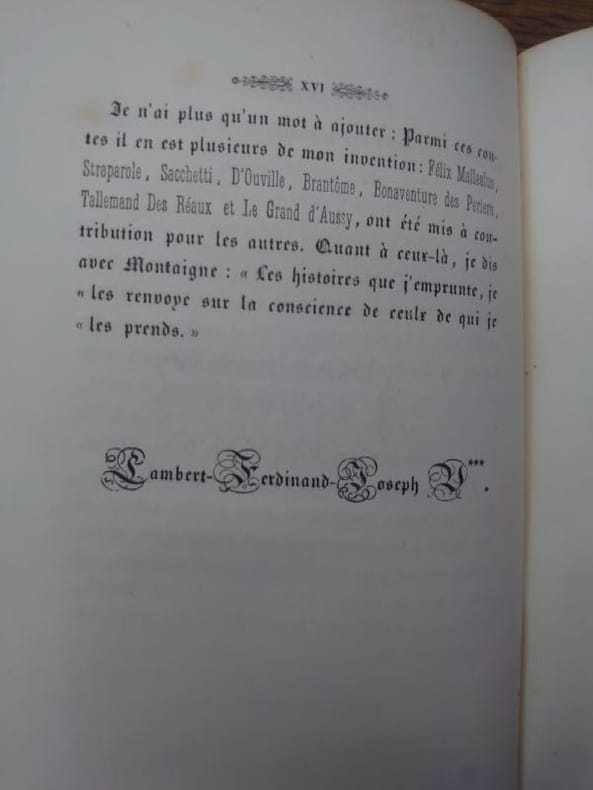 XVI
Je n'ai plus qu'un mot à ajouter : Parmi ces con-
tes il en est plusieurs de mon invention : Félix Malleolus,
Straparole, Sacchetti, D'Ouville, Brantôme, Bonaventure des Periers,
Tallemand Des Réaux et Le Grand d'Aussy, ont été mis à con-
tribution pour les autres. Quant à ceux-là, je dis
avec Montaigne : « Les histoires que j'emprunte, je
« les renvoye sur la conscience de ceulx de qui je
« les prends. »
Lambert-Ferdinand-Joseph V***.